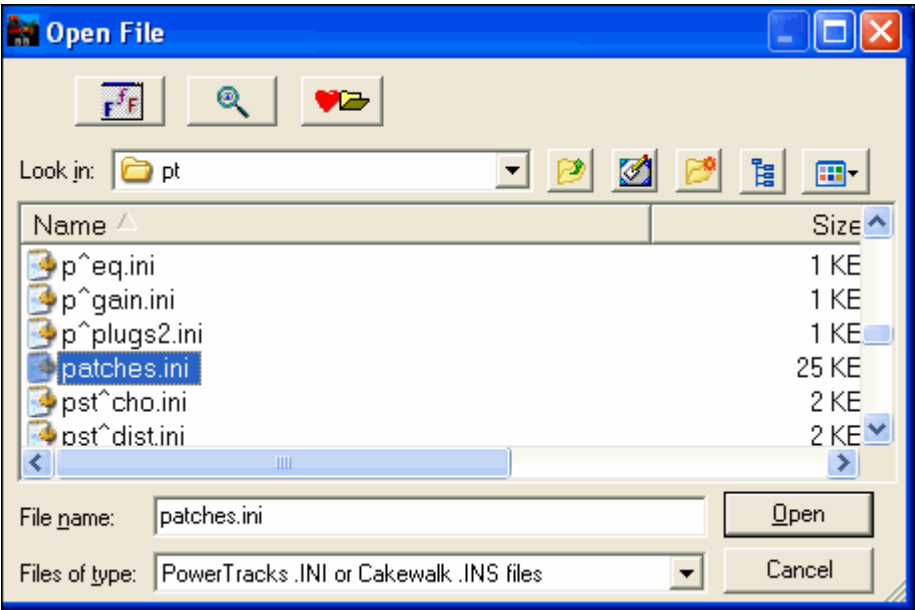 Open File
F f F
Look in: pt
Name Size
p^eq.ini 1 KE
p^gain.ini 1 KE
p^plugs2.ini 1 KE
patches.ini 25 KE
pst^cho.ini 2 KE
pst^dist.ini 2 KE
File name: patches.ini Open
Files of type: PowerTracks .INI or Cakewalk .INS files Cancel